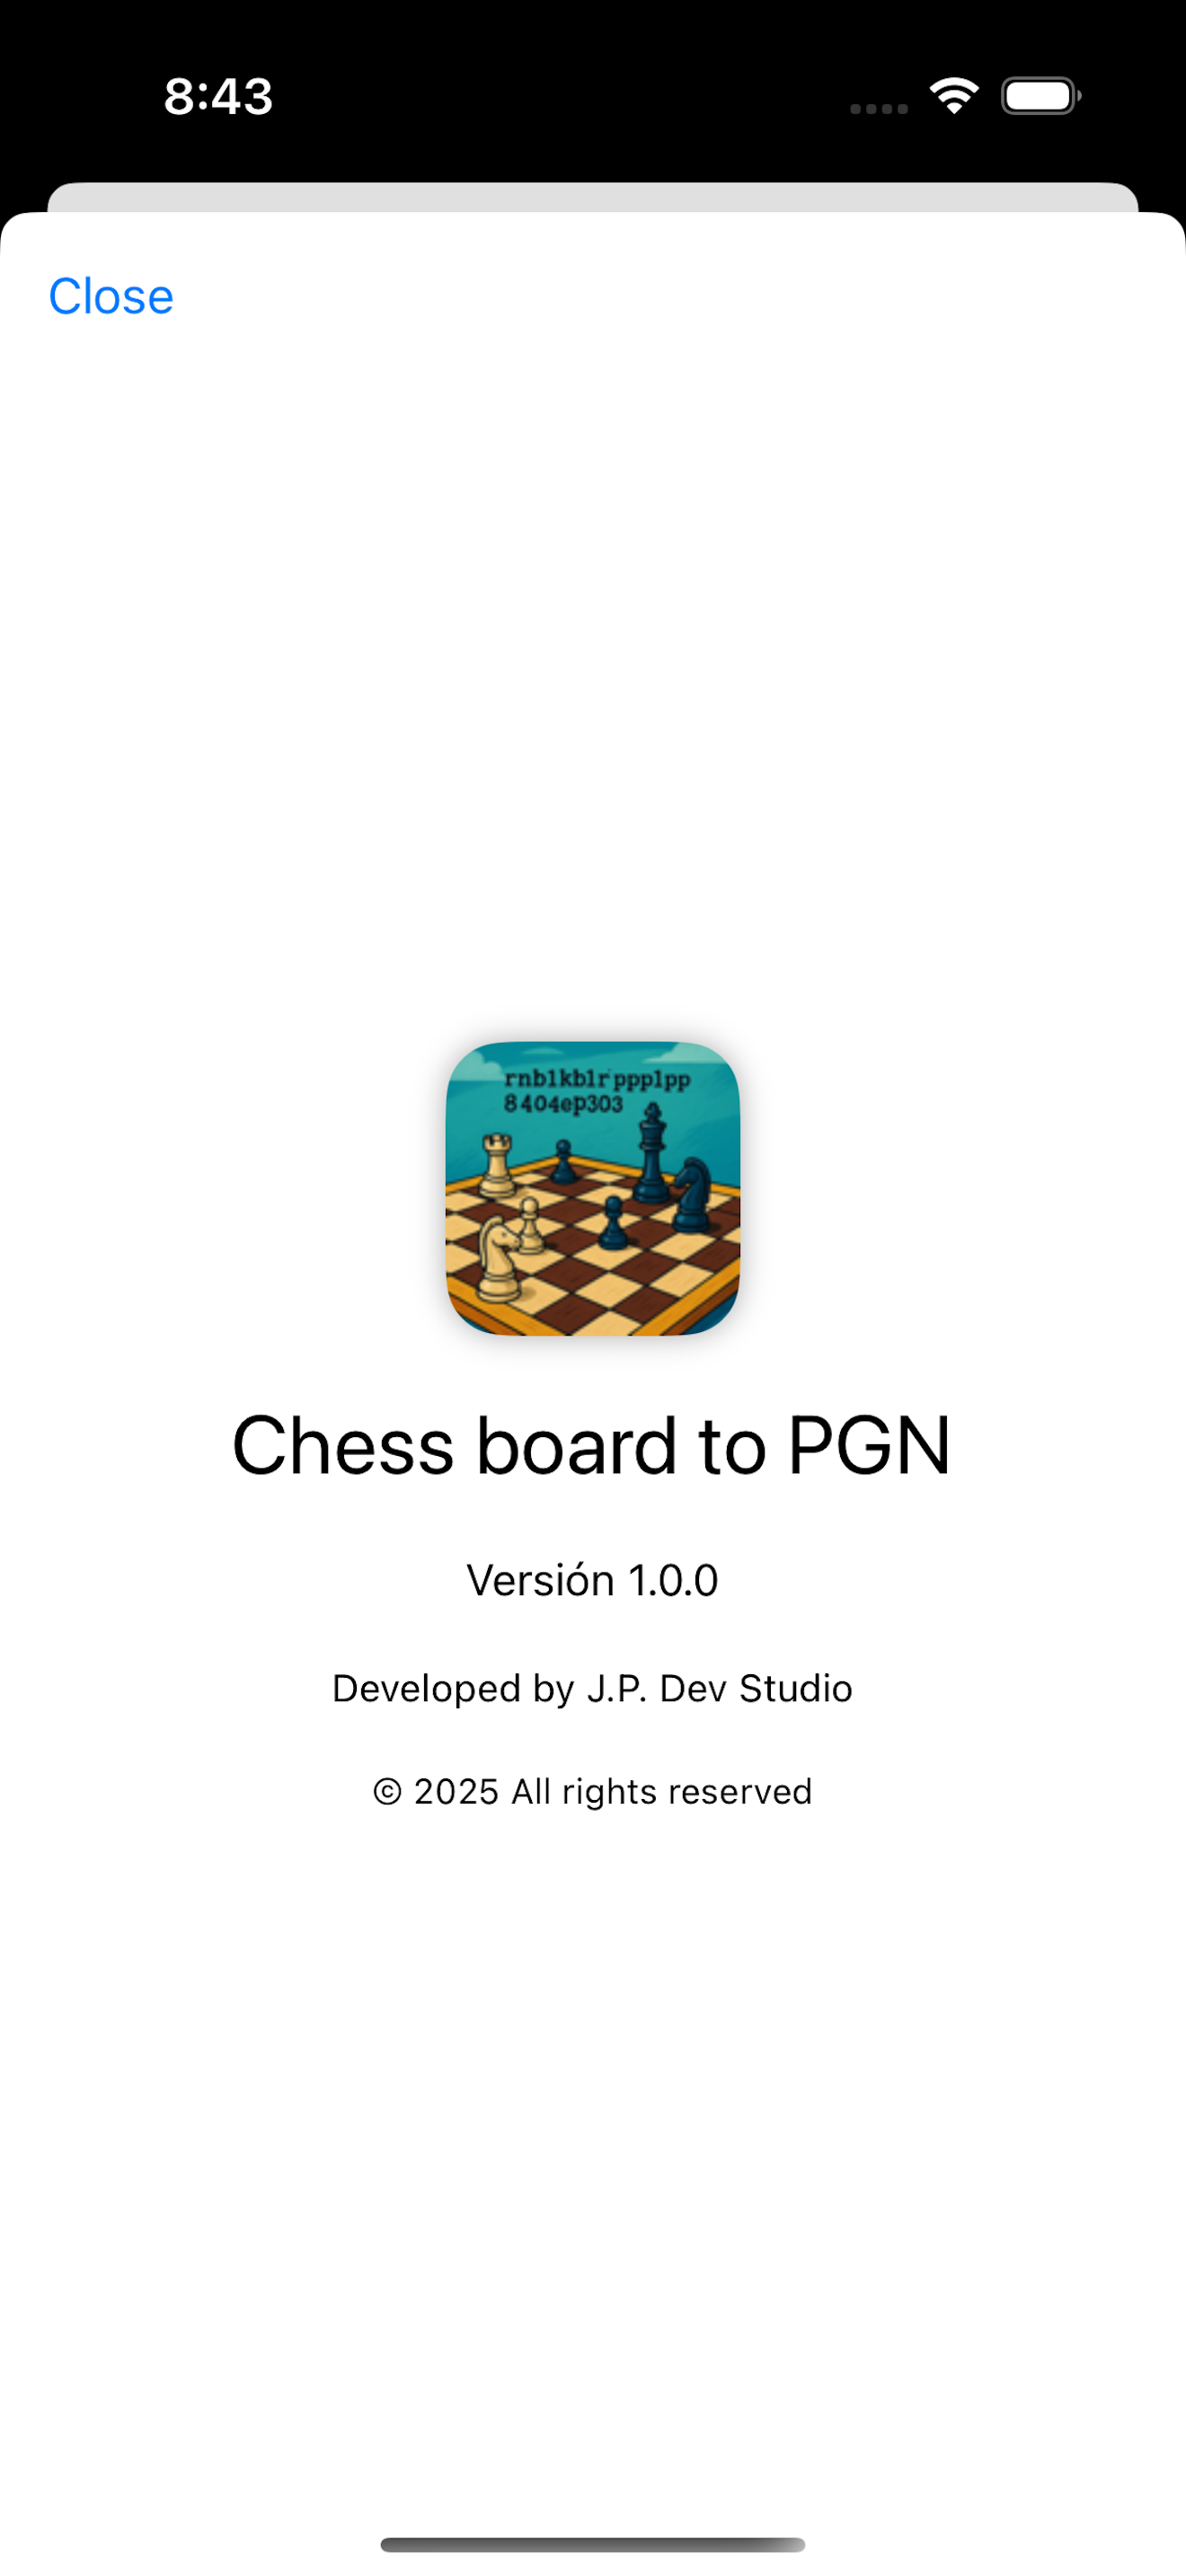 8:43
Close
rnb1kb1r ppp1pp
8404ep303
Chess board to PGN
Versión 1.0.0
Developed by J.P. Dev Studio
© 2025 All rights reserved